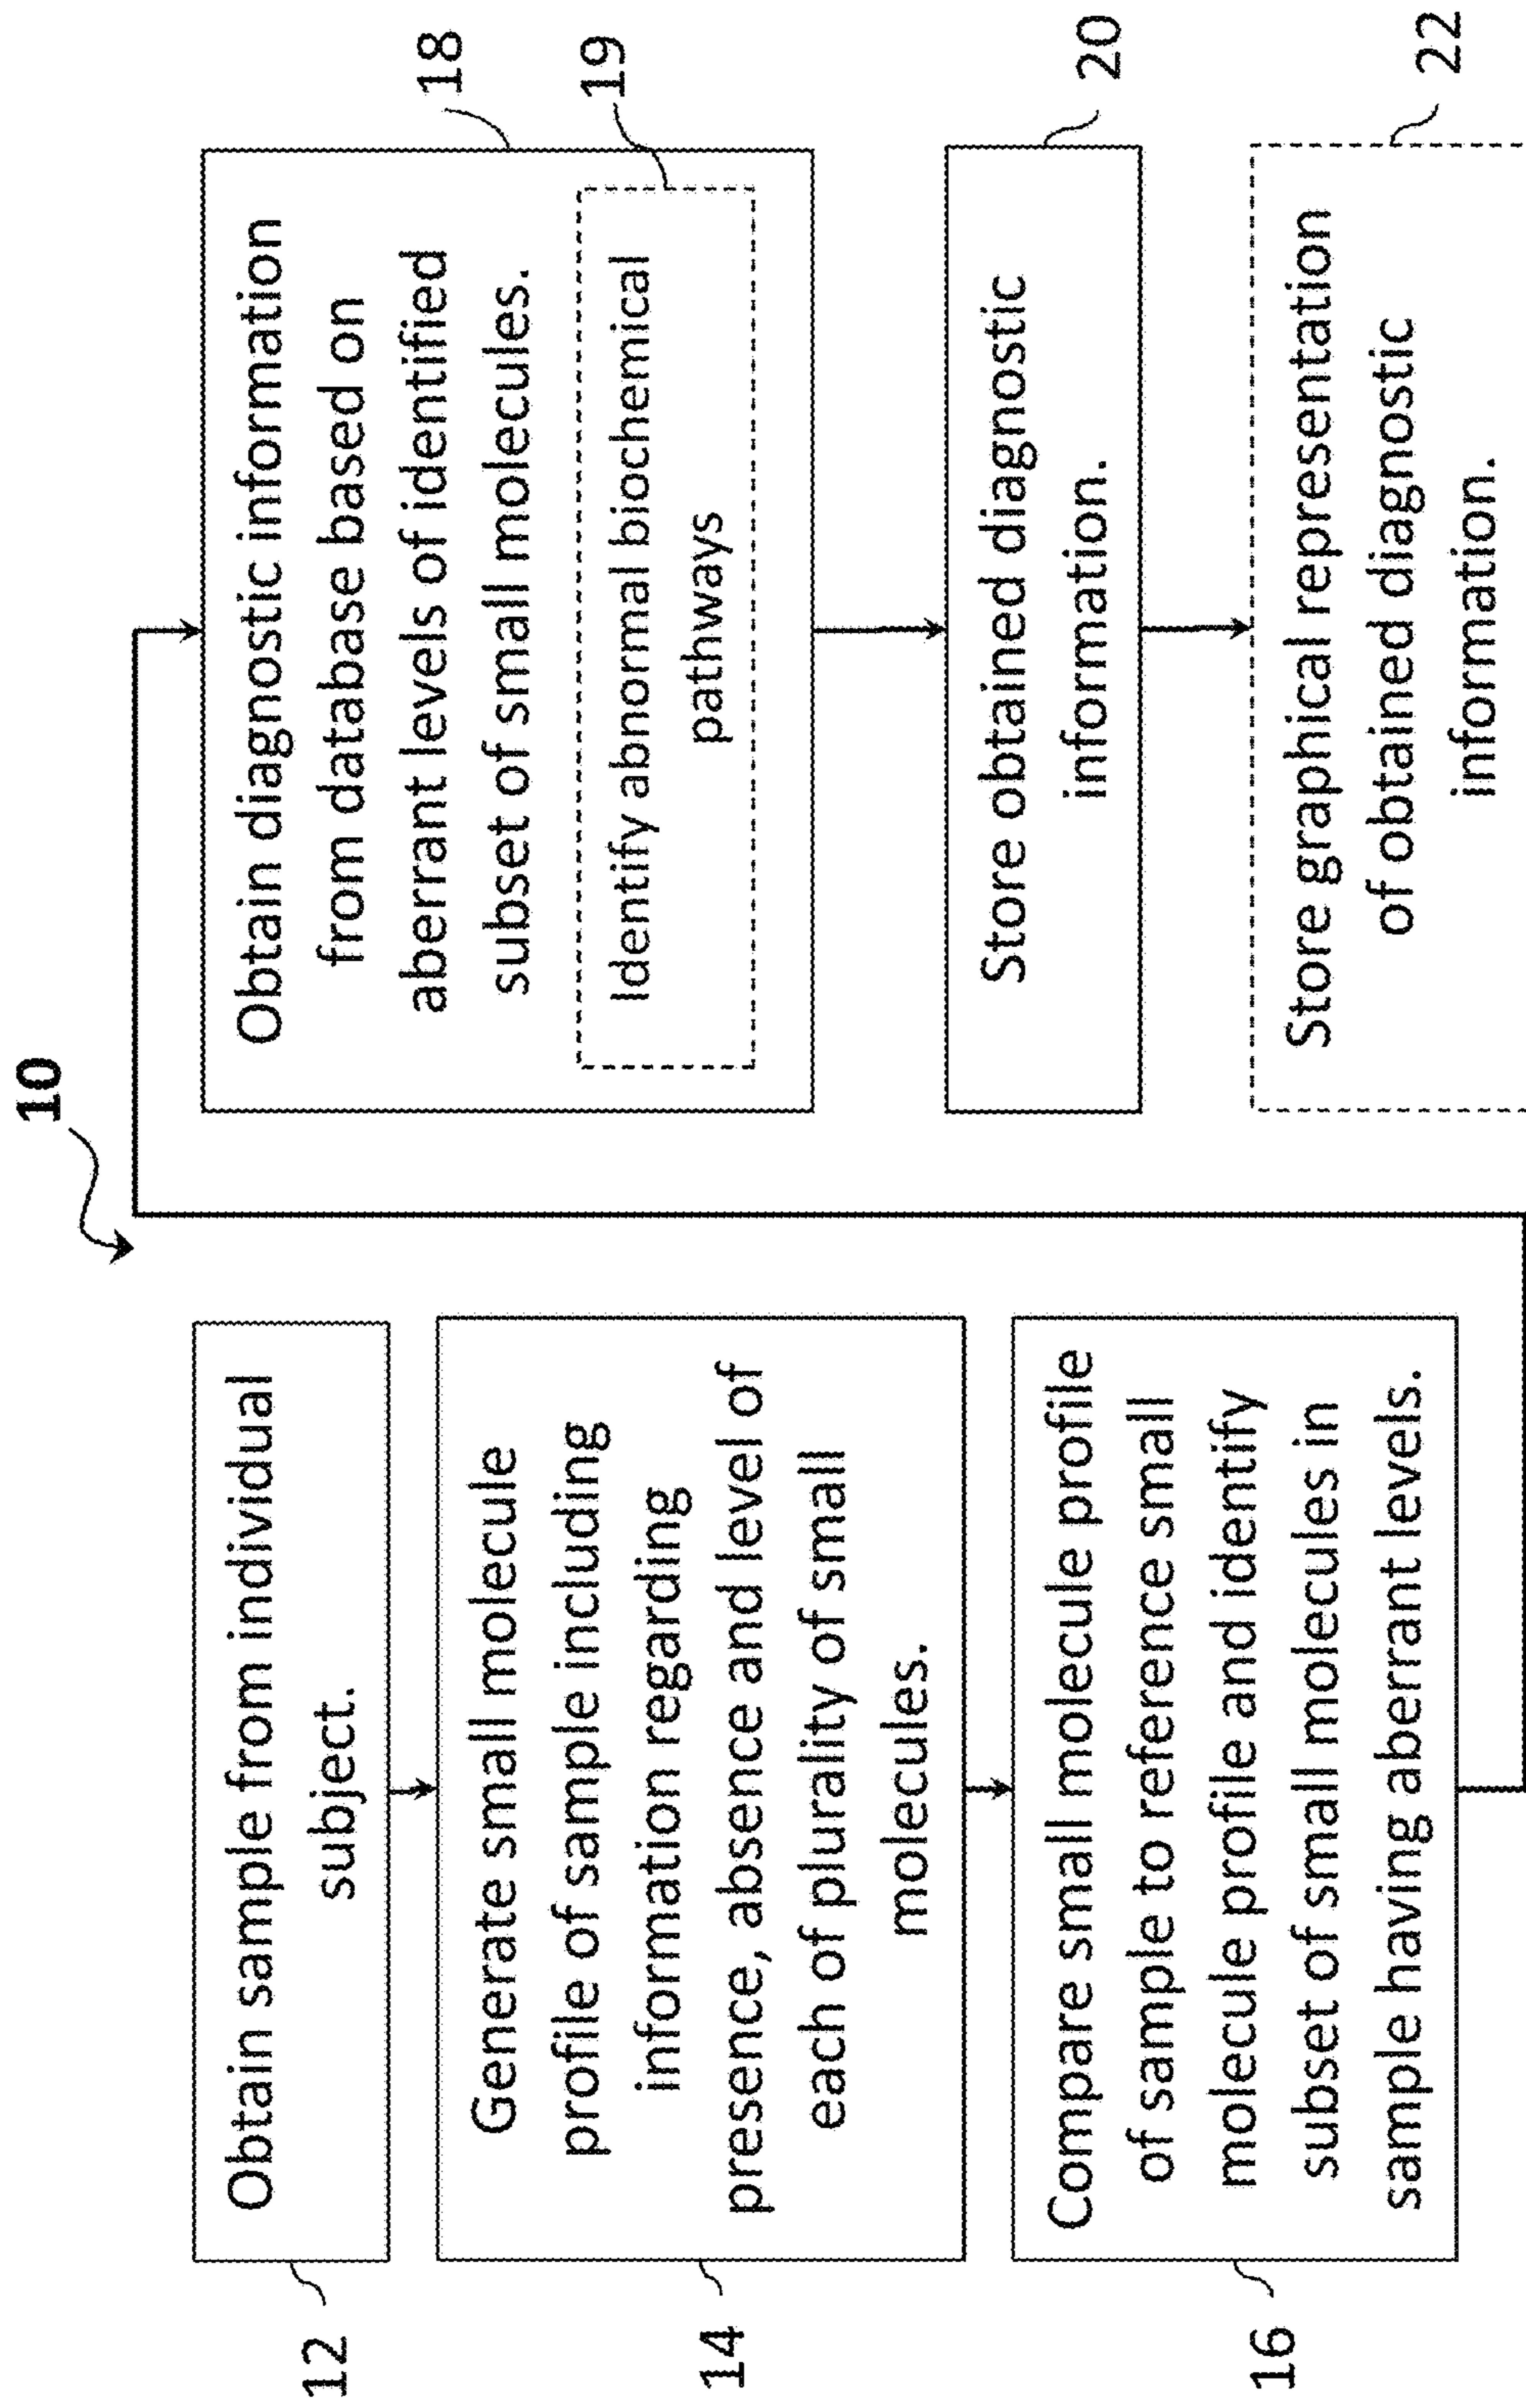 10
12
Obtain sample from individual
subject.
14
Generate small molecule
profile of sample including
information regarding
presence, absence and level of
each of plurality of small
molecules.
16
Compare small molecule profile
of sample to reference small
molecule profile and identify
subset of small molecules in
sample having aberrant levels.
18
Obtain diagnostic information
from database based on
aberrant levels of identified
subset of small molecules.
19
Identify abnormal biochemical
pathways
20
Store obtained diagnostic
information.
22
Store graphical representation
of obtained diagnostic
information.